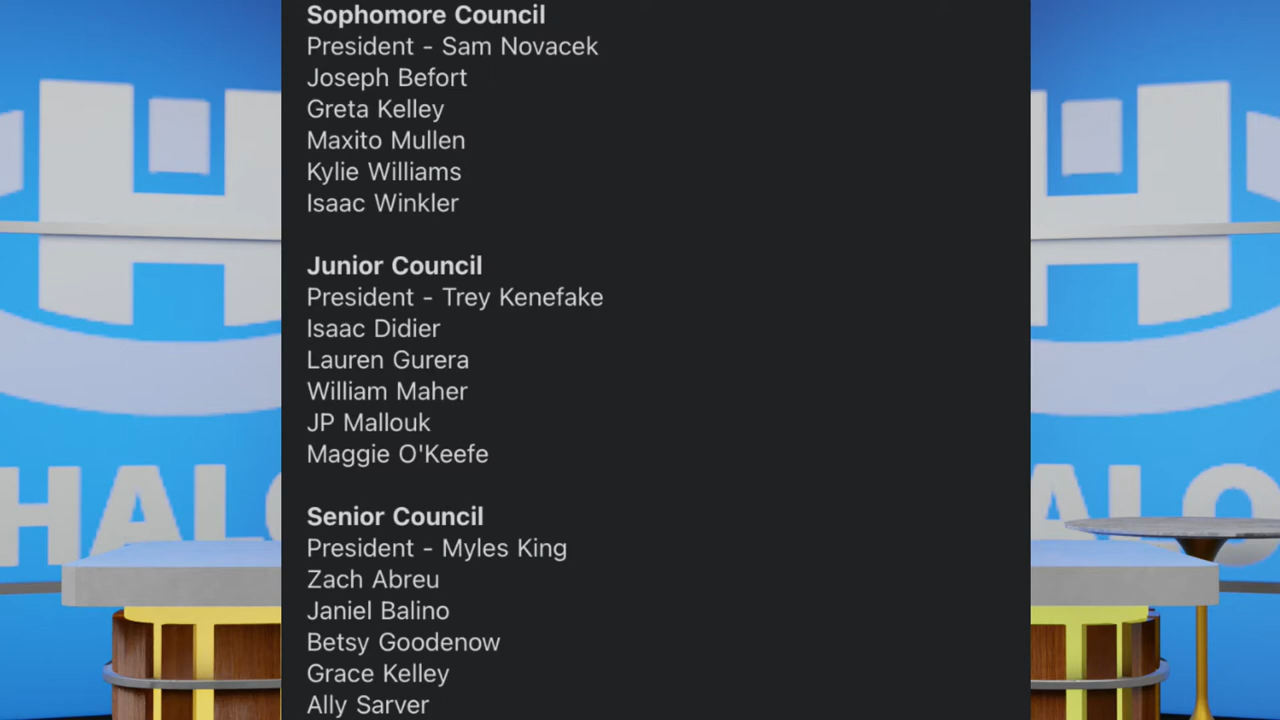 Sophomore Council
President - Sam Novacek
Joseph Befort
Greta Kelley
Maxito Mullen
Kylie Williams
Isaac Winkler
Junior Council
President - Trey Kenefake
Isaac Didier
Lauren Gurera
William Maher
JP Mallouk
Maggie O'Keefe
Senior Council
President - Myles King
Zach Abreu
Janiel Balino
Betsy Goodenow
Grace Kelley
Ally Sarver